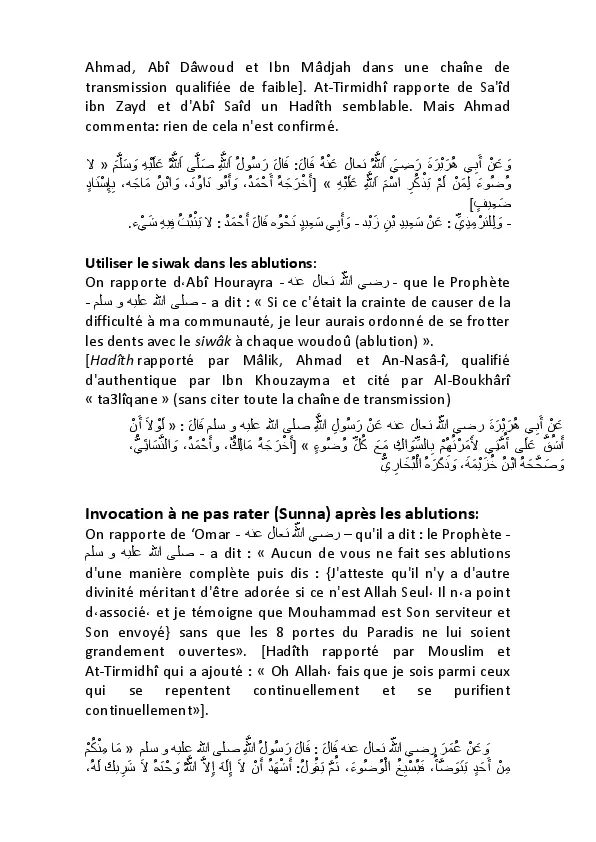 Ahmad, Abî Dâwoud et Ibn Mâdjah dans une chaîne de
transmission qualifiée de faible]. At-Tirmidhî rapporte de Sa'îd
ibn Zayd et d'Abî Saîd un Hadîth semblable. Mais Ahmad
commenta: rien de cela n'est confirmé.
وَعَنْ أَبِي هُرَيْرَةَ رَضِيَ اَللَّهُ تعالى عَنْهُ قَالَ: قَالَ رَسُولُ اَللَّهِ صَلَّى اَللَّهُ عَلَيْهِ وَسَلَّمَ « لا
وُضُوءَ لِمَنْ لَمْ يَذْكُرِ اسْمَ اَللَّهِ عَلَيْهِ » [أَخْرَجَهُ أَحْمَدُ، وَأَبُو دَاوُدَ، وَابْنُ مَاجَه، بِإِسْنَادٍ
ضَعِيفٍ]
- وَلِلتِّرْمِذِيِّ : عَنْ سَعِيدِ بْنِ زَيْدٍ - وَأَبِي سَعِيدٍ نَحْوُه قَالَ أَحْمَدُ : لا يَثْبُتُ فِيهِ شَيْء.
Utiliser le siwak dans les ablutions:
On rapporte d،Abî Hourayra - رضي الله تعالى عنه - que le Prophète
- صلى الله عليه و سلم - a dit : « Si ce c'était la crainte de causer de la
difficulté à ma communauté, je leur aurais ordonné de se frotter
les dents avec le siwâk à chaque woudoû (ablution) ».
[Hadîth rapporté par Mâlik, Ahmad et An-Nasâ-î, qualifié
d'authentique par Ibn Khouzayma et cité par Al-Boukhârî
« ta3lîqane » (sans citer toute la chaîne de transmission)
عَنْ أَبِي هُرَيْرَةَ رضي الله تعالى عنه عَنْ رَسُولِ اللَّهِ صلى الله عليه و سلم قَالَ : « لَوْلاَ أَنْ
أَشُقَّ عَلَى أُمَّتِي لأَمَرْتُهُمْ بِالسِّوَاكِ مَعَ كُلِّ وُضُوءٍ » [أَخْرَجَهُ مَالِكٌ، وأَحْمَدُ، وَالنَّسَائِيُّ،
وَصَحَّحَهُ ابْنُ خُزَيْمَةَ، وَذَكَرَهُ الْبُخَارِيُّ
Invocation à ne pas rater (Sunna) après les ablutions:
On rapporte de ‘Omar - رضي الله تعالى عنه – qu'il a dit : le Prophète -
صلى الله عليه و سلم - a dit : « Aucun de vous ne fait ses ablutions
d'une manière complète puis dis : {J'atteste qu'il n'y a d'autre
divinité méritant d'être adorée si ce n'est Allah Seul، Il n،a point
d،associé، et je témoigne que Mouhammad est Son serviteur et
Son envoyé} sans que les 8 portes du Paradis ne lui soient
grandement ouvertes». [Hadîth rapporté par Mouslim et
At-Tirmidhî qui a ajouté : « Oh Allah، fais que je sois parmi ceux
qui se repentent continuellement et se purifient
continuellement»].
وَعَنْ عُمَرَ رضي الله تعالى عنه قَالَ : قَالَ رَسُولُ اللَّهِ صلى الله عليه و سلم « مَا مِنْكُمْ
مِنْ أَحَدٍ يَتَوَضَّأُ، فَيُسْبِغُ الْوُضُوءَ، ثُمَّ يَقُولُ: أَشْهَدُ أَنْ لاَ إِلَهَ إِلاَّ اللَّهُ وَحْدَهُ لاَ شَرِيكَ لَهُ،